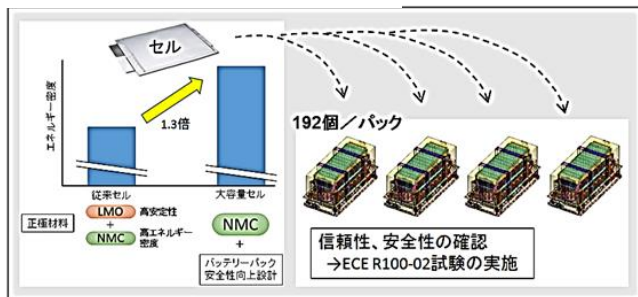 セル
エネルギー密度
1.3倍
従来セル
大容量セル
正極材料
LMO
高安定性
+
NMC
高エネルギー
密度
NMC
+
バッテリーパック
安全性向上設計
192個/パック
信頼性、安全性の確認
→ECE R100-02試験の実施